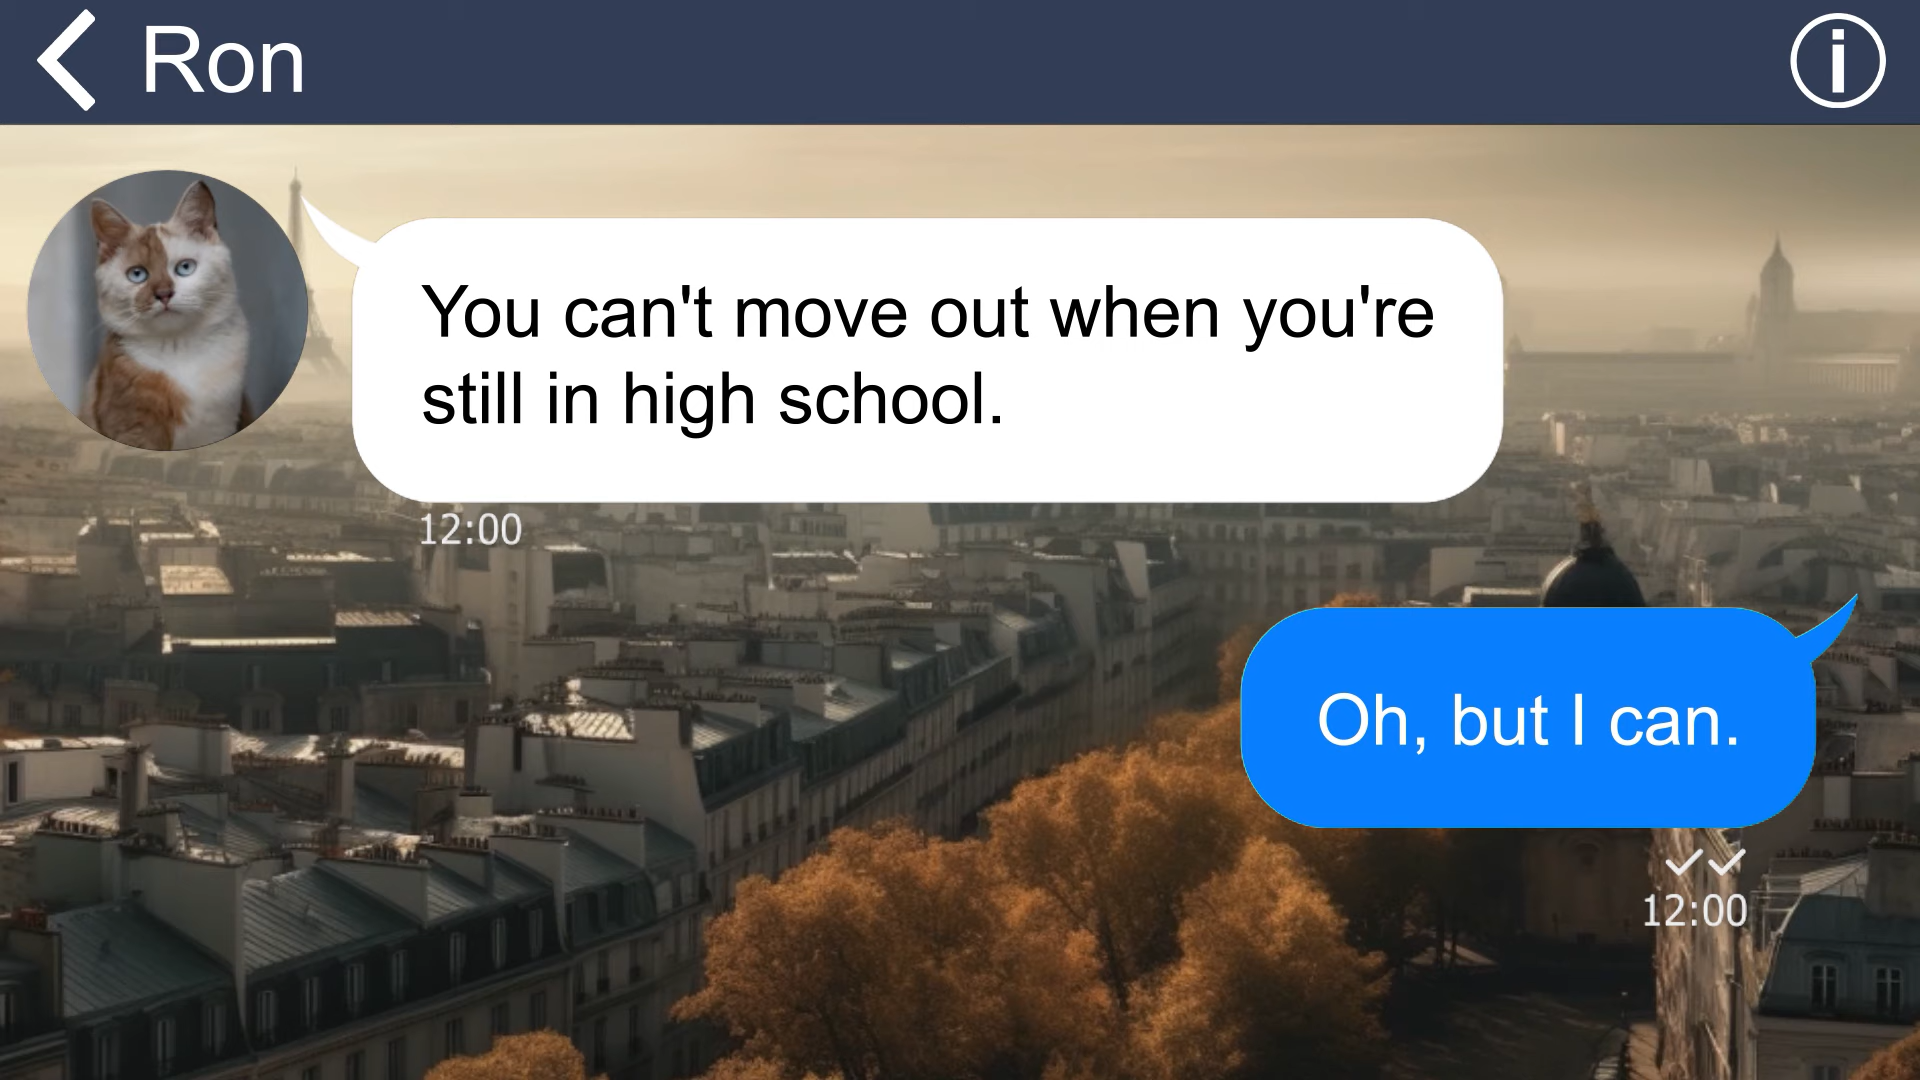 Ron
You can't move out when you're
still in high school.
12:00
Oh, but I can.
12:00